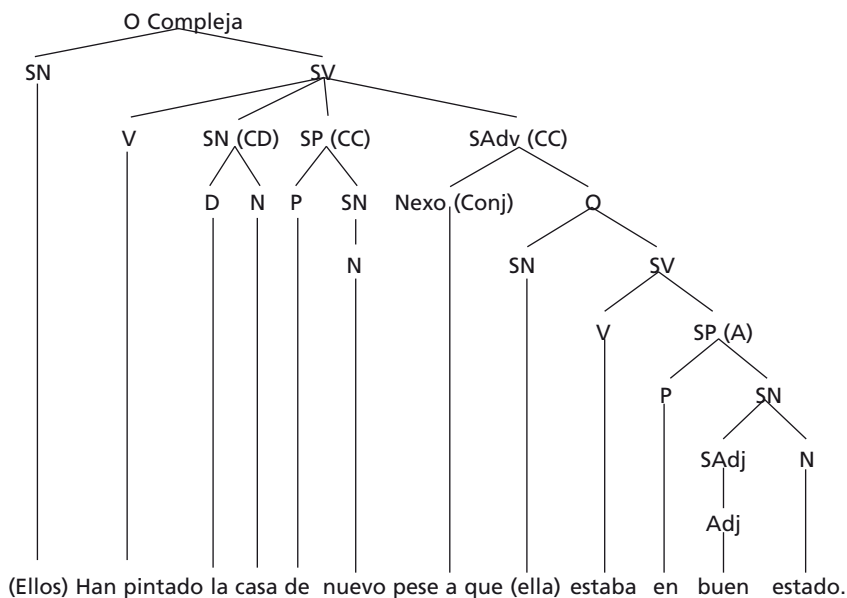 O Compleja
SN SV
V SN (CD) SP (CC) SAdv (CC)
D N P SN Nexo (Conj) O
N SN SV
V SP (A)
P SN
SAdj N
Adj
(Ellos) Han pintado la casa de nuevo pese a que (ella) estaba en buen estado.